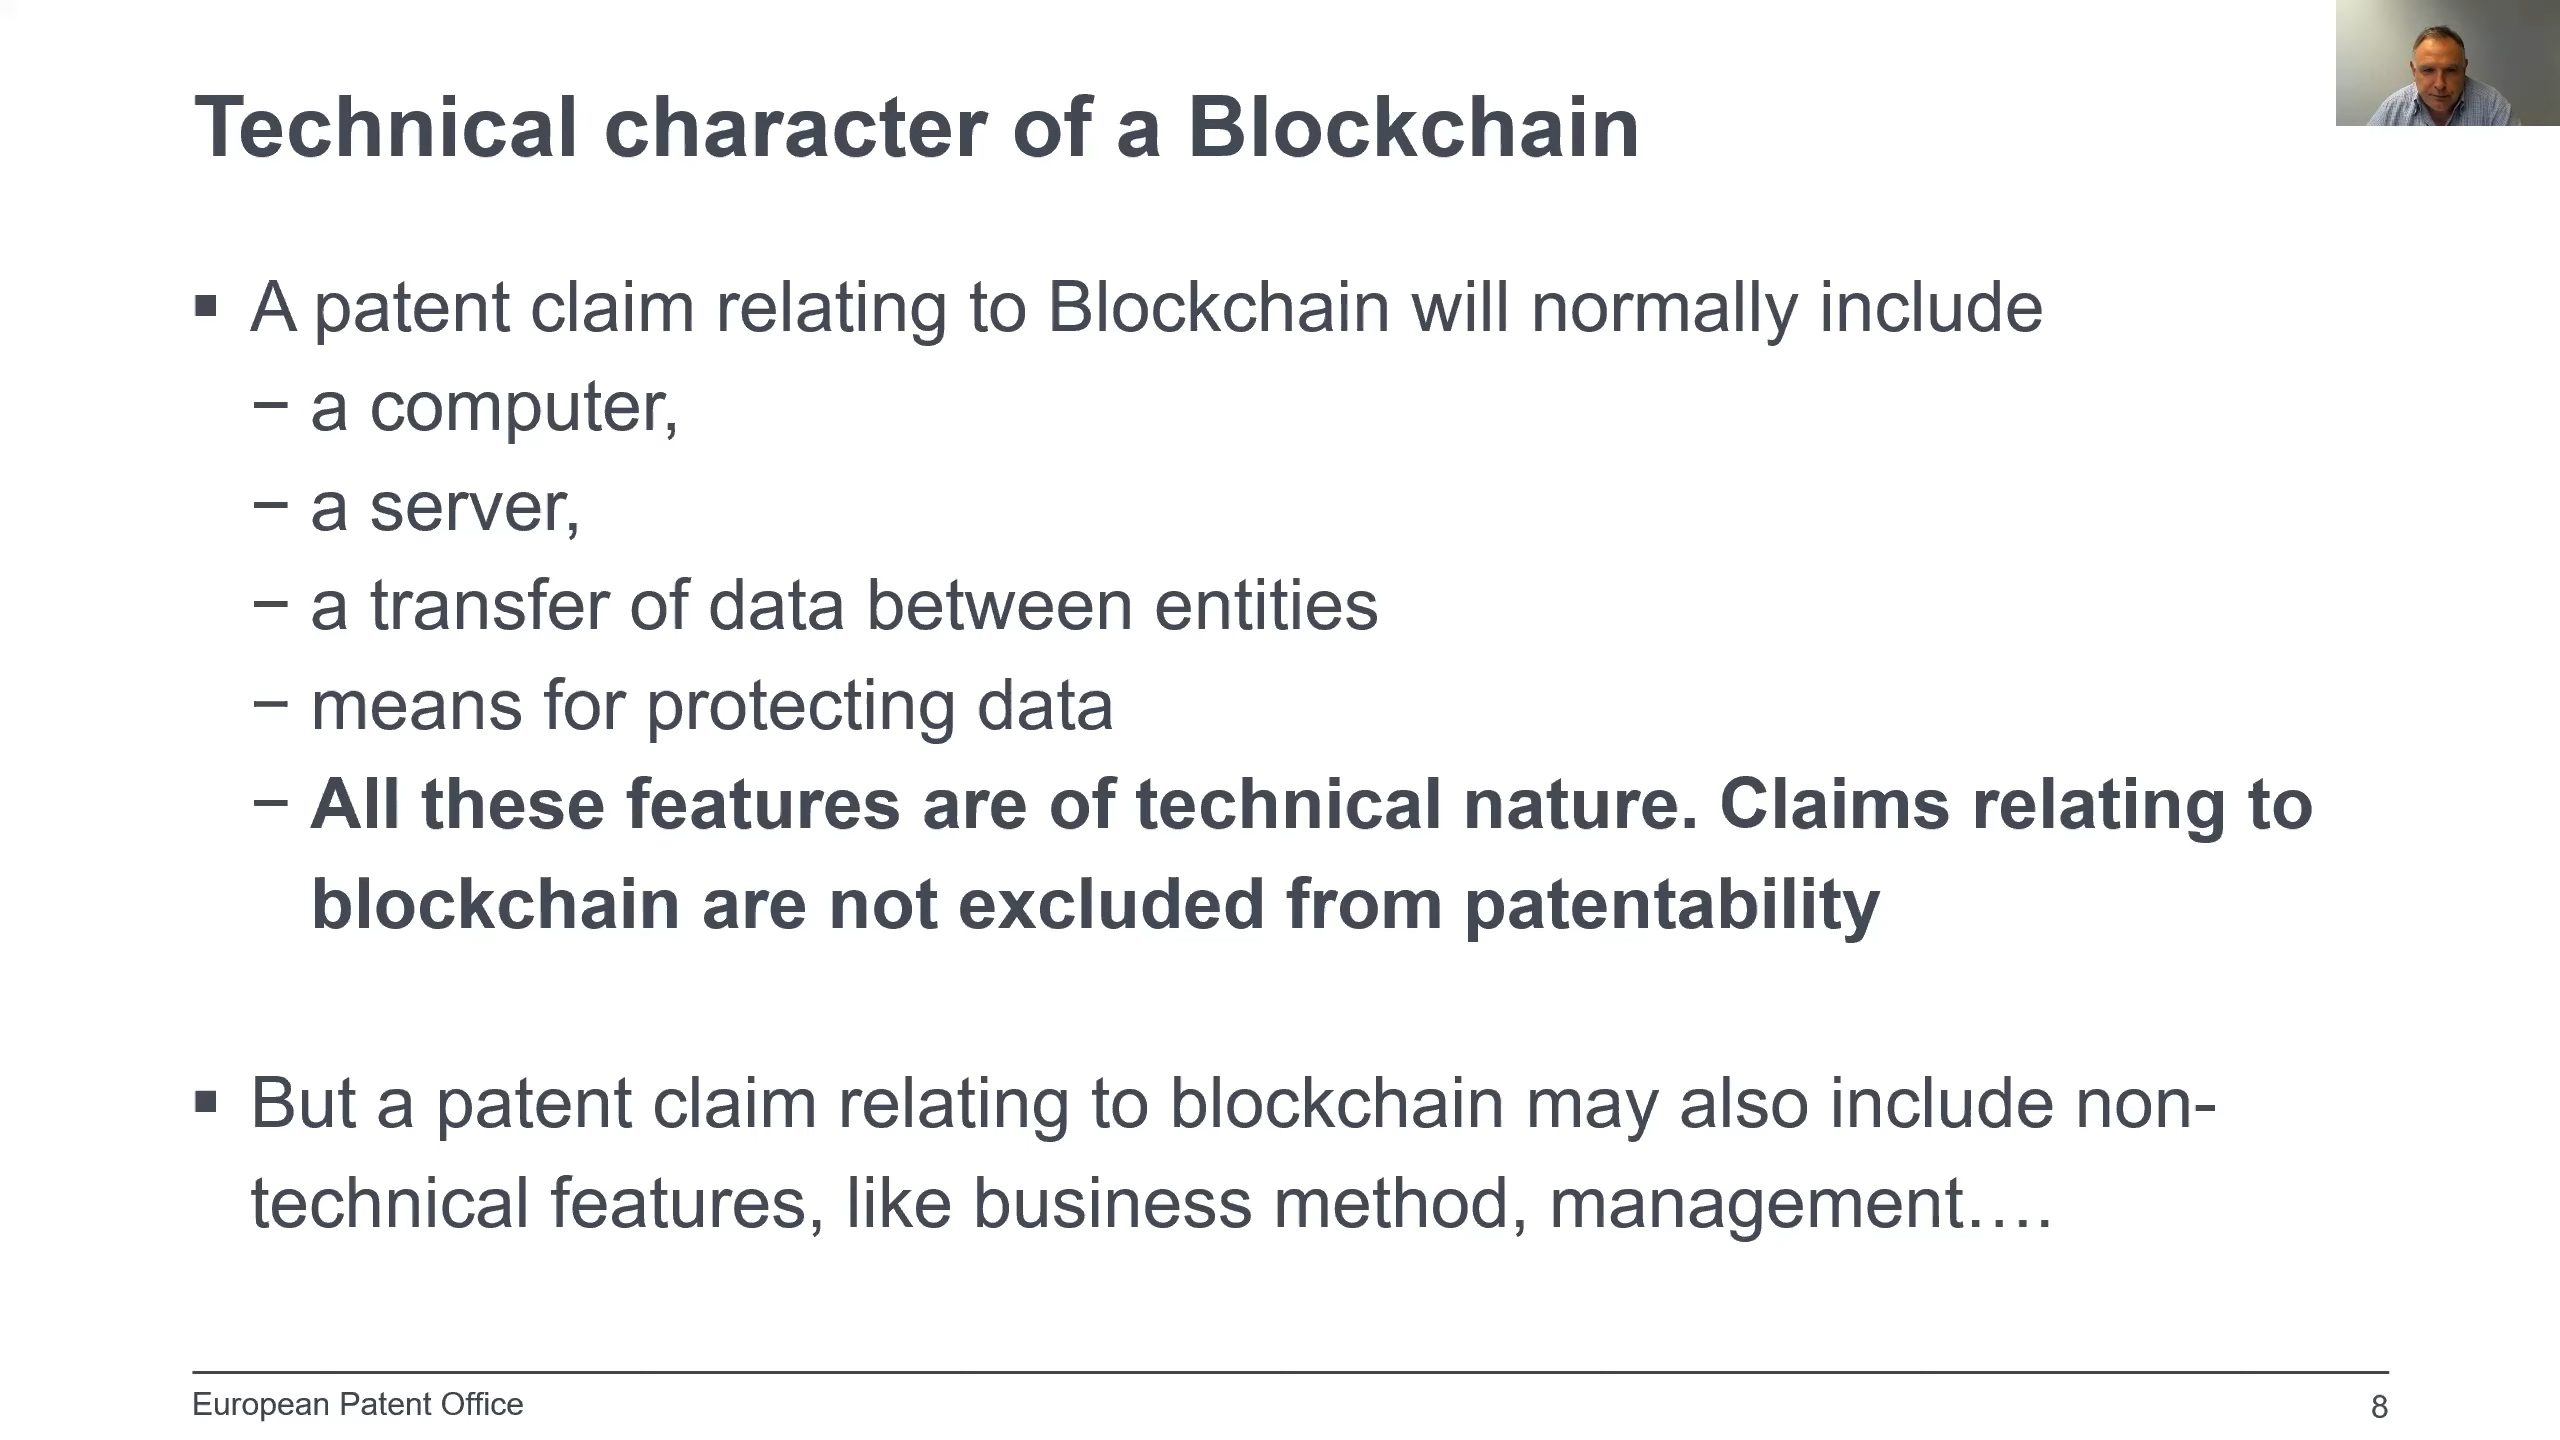 Technical character of a Blockchain
▪ A patent claim relating to Blockchain will normally include
− a computer,
− a server,
− a transfer of data between entities
− means for protecting data
− All these features are of technical nature. Claims relating to
blockchain are not excluded from patentability
▪ But a patent claim relating to blockchain may also include non-
technical features, like business method, management….
European Patent Office
8